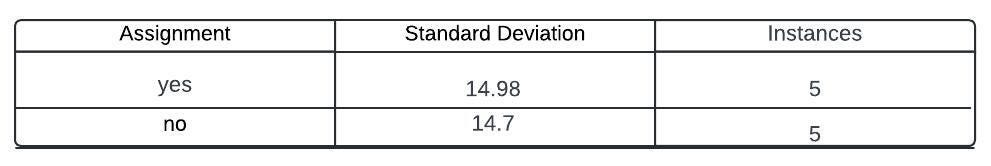 Assignment Standard Deviation Instances
yes 14.98 5
no 14.7 5